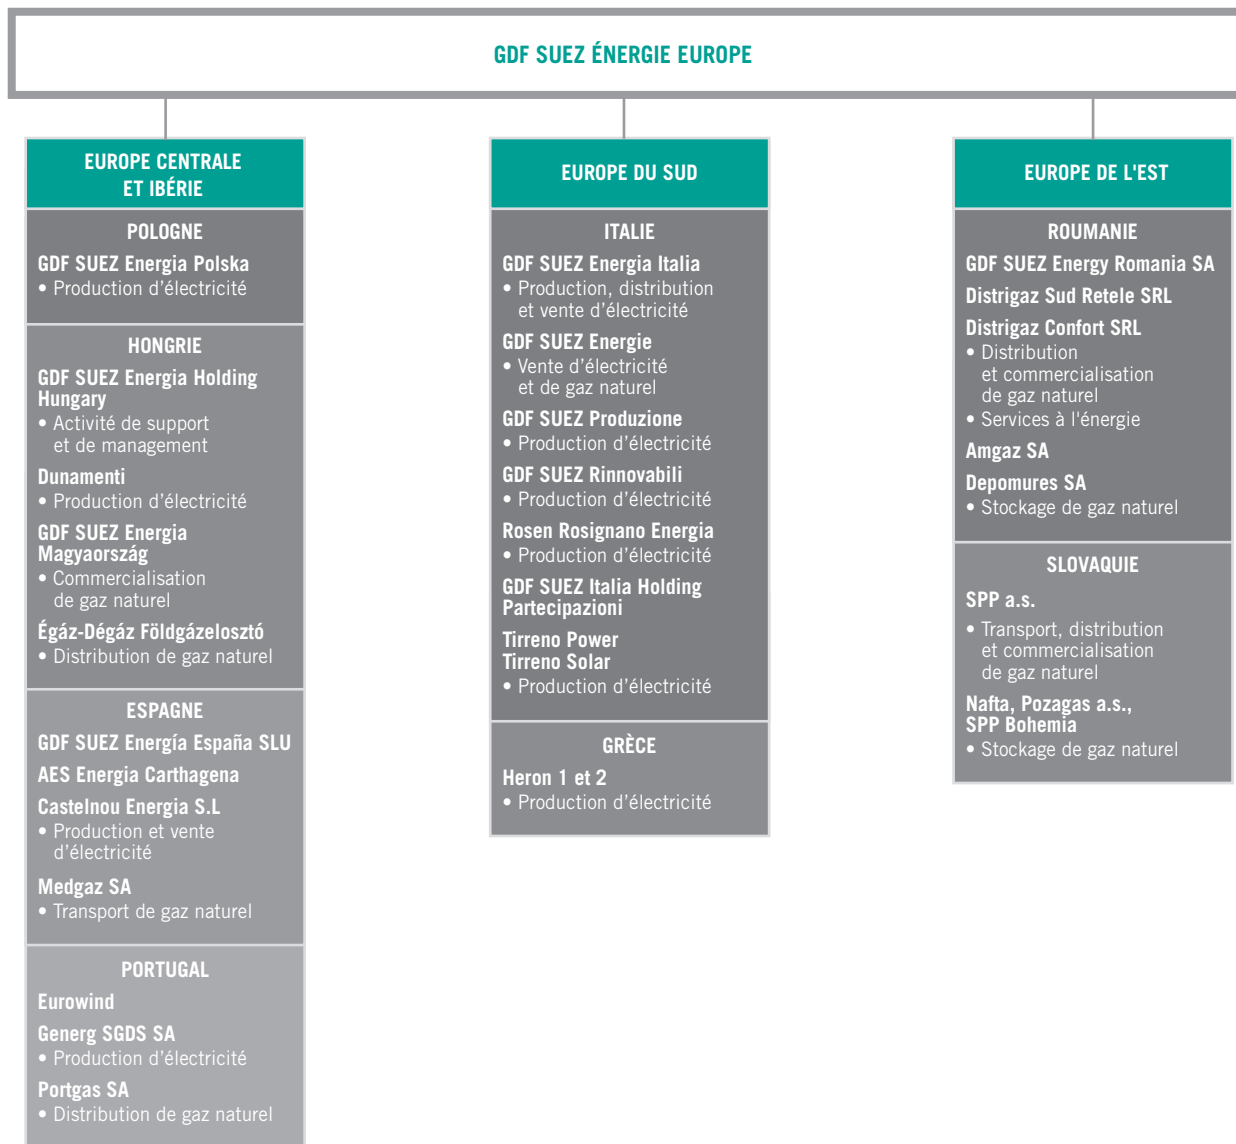 GDF SUEZ ÉNERGIE EUROPE
EUROPE CENTRALE
ET IBÉRIE
POLOGNE
GDF SUEZ Energia Polska
• Production d’électricité
HONGRIE
GDF SUEZ Energia Holding
Hungary
• Activité de support
et de management
Dunamenti
• Production d’électricité
GDF SUEZ Energia
Magyaország
• Commercialisation
de gaz naturel
Égáz-Dégáz Földgázelosztó
• Distribution de gaz naturel
ESPAGNE
GDF SUEZ Energía España SLU
AES Energia Carthagena
Castelnou Energia S.L
• Production et vente
d’électricité
Medgaz SA
• Transport de gaz naturel
PORTUGAL
Eurowind
Generg SGDS SA
• Production d’électricité
Portgas SA
• Distribution de gaz naturel
EUROPE DU SUD
ITALIE
GDF SUEZ Energia Italia
• Production, distribution
et vente d’électricité
GDF SUEZ Energie
• Vente d’électricité
et de gaz naturel
GDF SUEZ Produzione
• Production d’électricité
GDF SUEZ Rinnovabili
• Production d’électricité
Rosen Rosignano Energia
• Production d’électricité
GDF SUEZ Italia Holding
Partecipazioni
Tirreno Power
Tirreno Solar
• Production d’électricité
GRÈCE
Heron 1 et 2
• Production d’électricité
EUROPE DE L'EST
ROUMANIE
GDF SUEZ Energy Romania SA
Distrigaz Sud Retele SRL
Distrigaz Confort SRL
• Distribution
et commercialisation
de gaz naturel
• Services à l'énergie
Amgaz SA
Depomures SA
• Stockage de gaz naturel
SLOVAQUIE
SPP a.s.
• Transport, distribution
et commercialisation
de gaz naturel
Nafta, Pozagas a.s.,
SPP Bohemia
• Stockage de gaz naturel